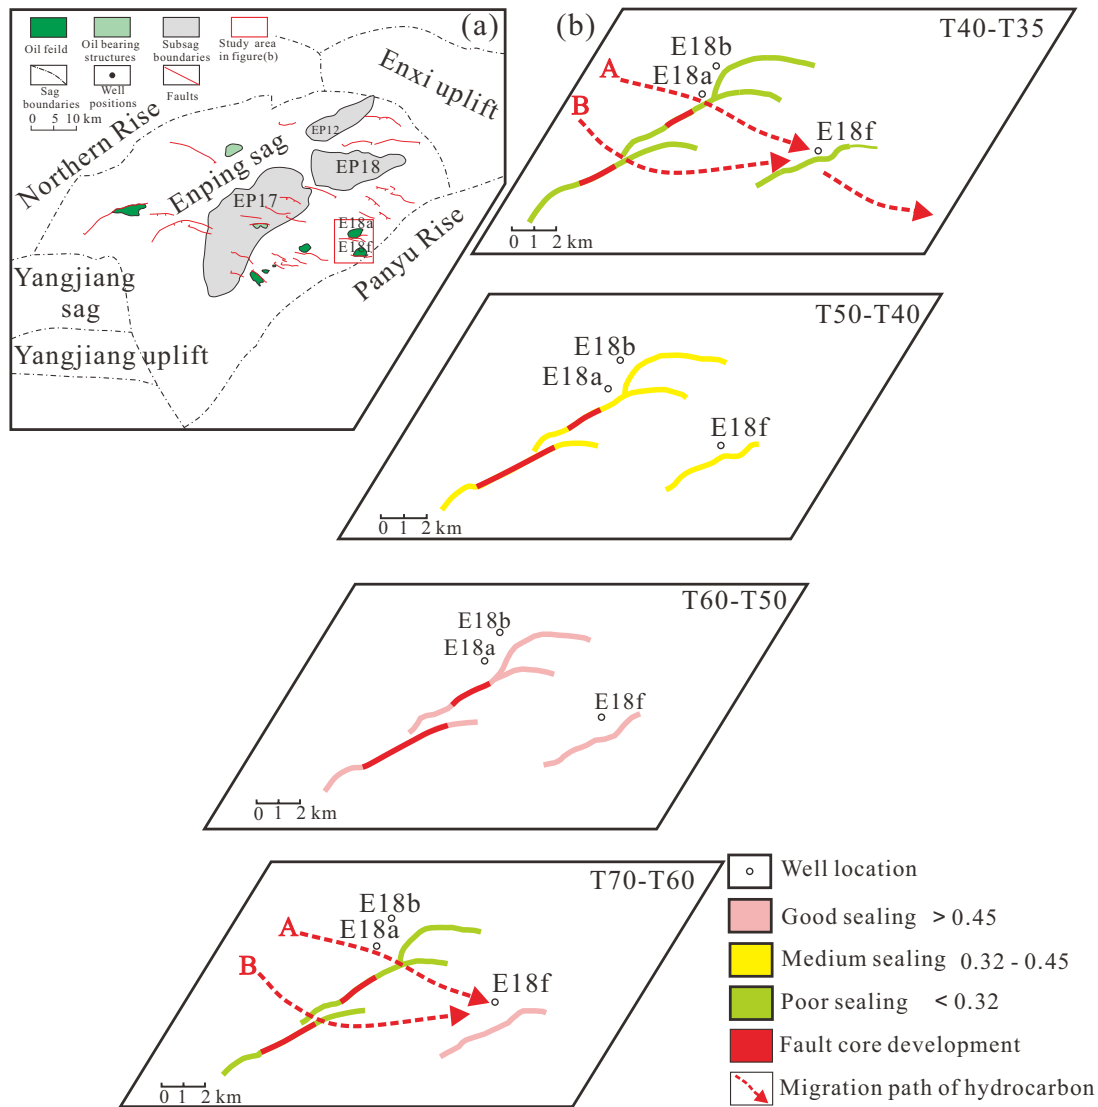 (a)
Oil feild
Oil bearing
structures
Subsag
boundaries
Study area
in figure(b)
Sag
boundaries
Well
positions
Faults
0 5 10 km
Northern Rise
Enping sag
Enxi uplift
EP12
EP18
EP17
E18a
E18f
Panyu Rise
Yangjiang
sag
Yangjiang uplift
(b)
T40-T35
E18b
A
E18a
B
E18f
0 1 2 km
T50-T40
E18b
E18a
E18f
0 1 2 km
T60-T50
E18b
E18a
E18f
0 1 2 km
T70-T60
E18b
A
E18a
B
E18f
0 1 2 km
Well location
Good sealing > 0.45
Medium sealing 0.32 - 0.45
Poor sealing < 0.32
Fault core development
Migration path of hydrocarbon